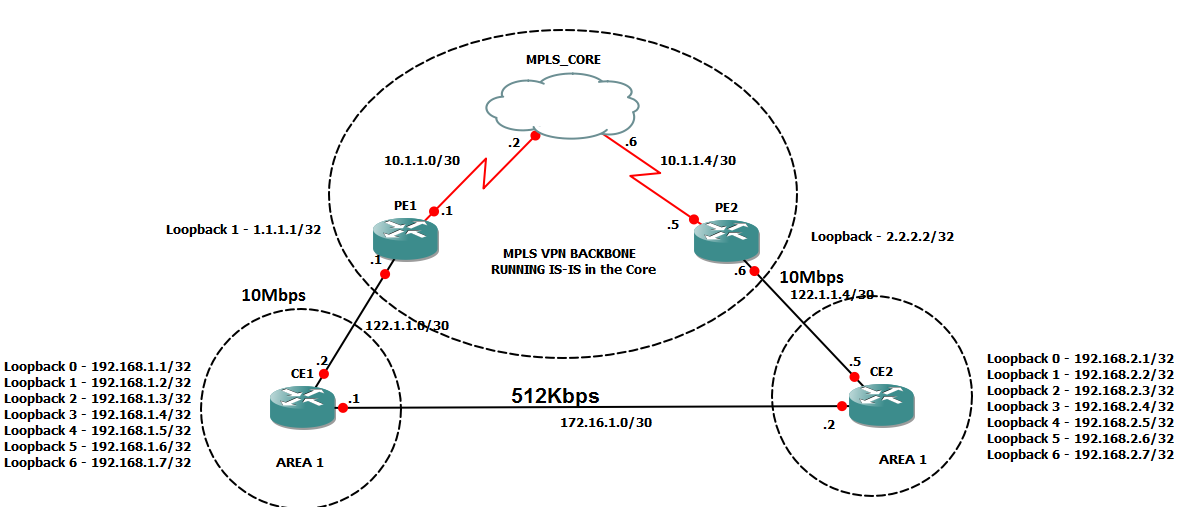 MPLS_CORE
.2
.6
10.1.1.0/30
10.1.1.4/30
PE1
.1
PE2
.5
Loopback 1 - 1.1.1.1/32
Loopback - 2.2.2.2/32
MPLS VPN BACKBONE
RUNNING IS-IS in the Core
.1
.6
10Mbps
10Mbps
122.1.1.0/30
122.1.1.4/30
Loopback 0 - 192.168.1.1/32
Loopback 1 - 192.168.1.2/32
Loopback 2 - 192.168.1.3/32
Loopback 3 - 192.168.1.4/32
Loopback 4 - 192.168.1.5/32
Loopback 5 - 192.168.1.6/32
Loopback 6 - 192.168.1.7/32
.2
CE1
.1
AREA 1
512Kbps
172.16.1.0/30
.5
CE2
.2
AREA 1
Loopback 0 - 192.168.2.1/32
Loopback 1 - 192.168.2.2/32
Loopback 2 - 192.168.2.3/32
Loopback 3 - 192.168.2.4/32
Loopback 4 - 192.168.2.5/32
Loopback 5 - 192.168.2.6/32
Loopback 6 - 192.168.2.7/32